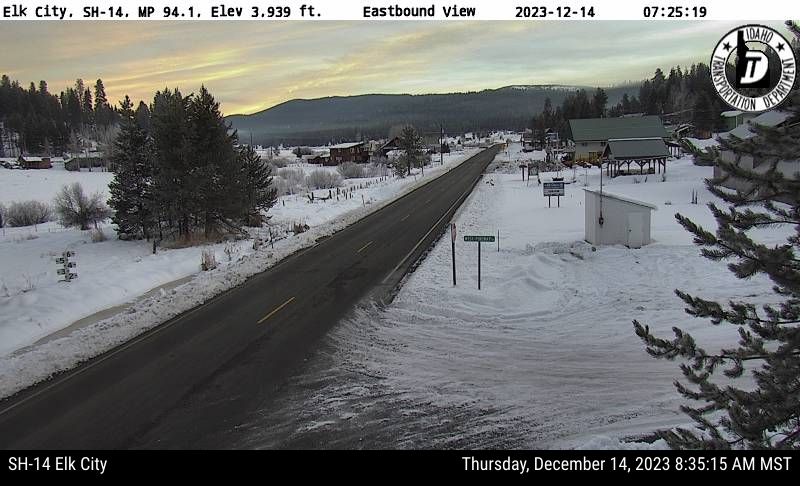 Elk City, SH-14, MP 94.1, Elev 3,939 ft. Eastbound View 2023-12-14 07:25:19
IDAHO
TRANSPORTATION DEPARTMENT
SH-14 Elk City Thursday, December 14, 2023 8:35:15 AM MST